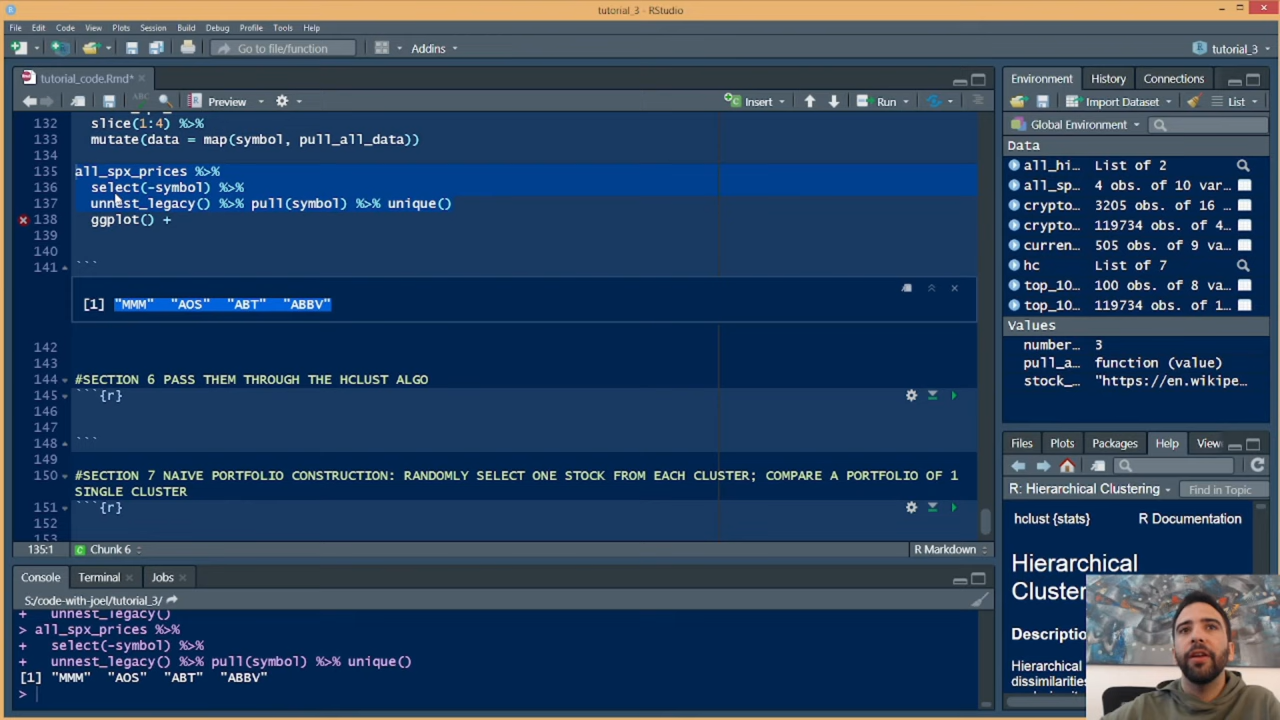 tutorial_3 - RStudio
File Edit Code View Plots Session Build Debug Profile Tools Help
Go to file/function Addins tutorial_3
tutorial_code.Rmd*
Preview Insert Run
132 slice(1:4) %>%
133 mutate(data = map(symbol, pull_all_data))
134
135 all_spx_prices %>%
136 select(-symbol) %>%
137 unnest_legacy() %>% pull(symbol) %>% unique()
138 ggplot() +
139
140
141 ```
[1] "MMM" "AOS" "ABT" "ABBV"
142
143
144 #SECTION 6 PASS THEM THROUGH THE HCLUST ALGO
145 ```{r}
146
147
148 ```
149
150 #SECTION 7 NAIVE PORTFOLIO CONSTRUCTION: RANDOMLY SELECT ONE STOCK FROM EACH CLUSTER; COMPARE A PORTFOLIO OF 1
SINGLE CLUSTER
151 ```{r}
152
153
135:1 Chunk 6 R Markdown
Console Terminal Jobs
S:/code-with-joel/tutorial_3/
+ unnest_legacy()
> all_spx_prices %>%
+ select(-symbol) %>%
+ unnest_legacy() %>% pull(symbol) %>% unique()
[1] "MMM" "AOS" "ABT" "ABBV"
>
Environment History Connections
Import Dataset List
Global Environment
Data
all_hi… List of 2
all_sp… 4 obs. of 10 var…
crypto… 3205 obs. of 16 …
crypto… 119734 obs. of 4…
curren… 505 obs. of 9 va…
hc List of 7
top_10… 100 obs. of 8 va…
top_10… 119734 obs. of 1…
Values
number… 3
pull_a… function (value)
stock_… "https://en.wikipe…
Files Plots Packages Help View
R: Hierarchical Clustering Find in Topic
hclust {stats} R Documentation
Hierarchical
Cluste
Descriptio
Hierarchical
dissimilarities